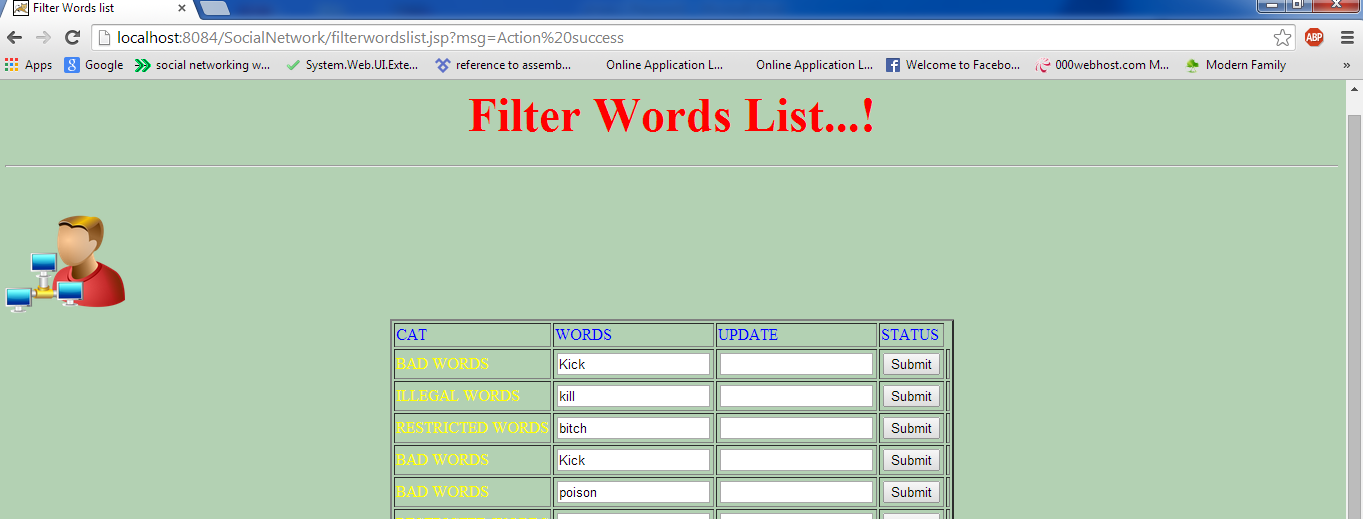 Filter Words list
localhost:8084/SocialNetwork/filterwordslist.jsp?msg=Action%20success
ABP
Apps Google social networking w... System.Web.UI.Exte... reference to assemb... Online Application L... Online Application L... Welcome to Facebo... 000webhost.com M... Modern Family »
Filter Words List...!
CAT WORDS UPDATE STATUS
BAD WORDS Kick Submit
ILLEGAL WORDS kill Submit
RESTRICTED WORDS bitch Submit
BAD WORDS Kick Submit
BAD WORDS poison Submit